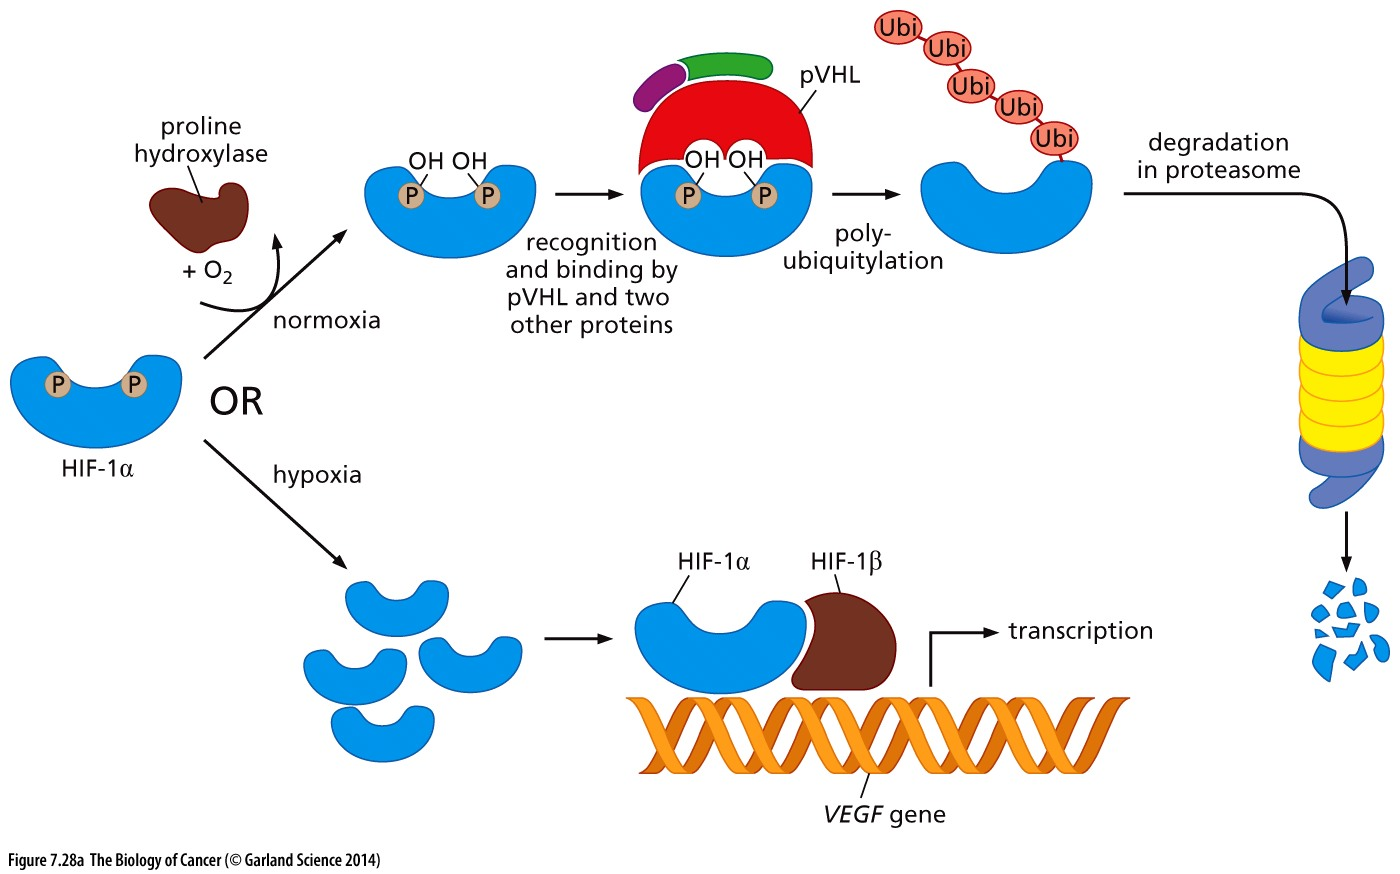 Ubi
Ubi
Ubi
Ubi
Ubi
pVHL
proline
hydroxylase
OH OH
P P
OH OH
P P
degradation
in proteasome
+ O2
normoxia
recognition
and binding by
pVHL and two
other proteins
poly-
ubiquitylation
P P
HIF-1α
OR
hypoxia
HIF-1α
HIF-1β
transcription
VEGF gene
Figure 7.28a The Biology of Cancer (© Garland Science 2014)